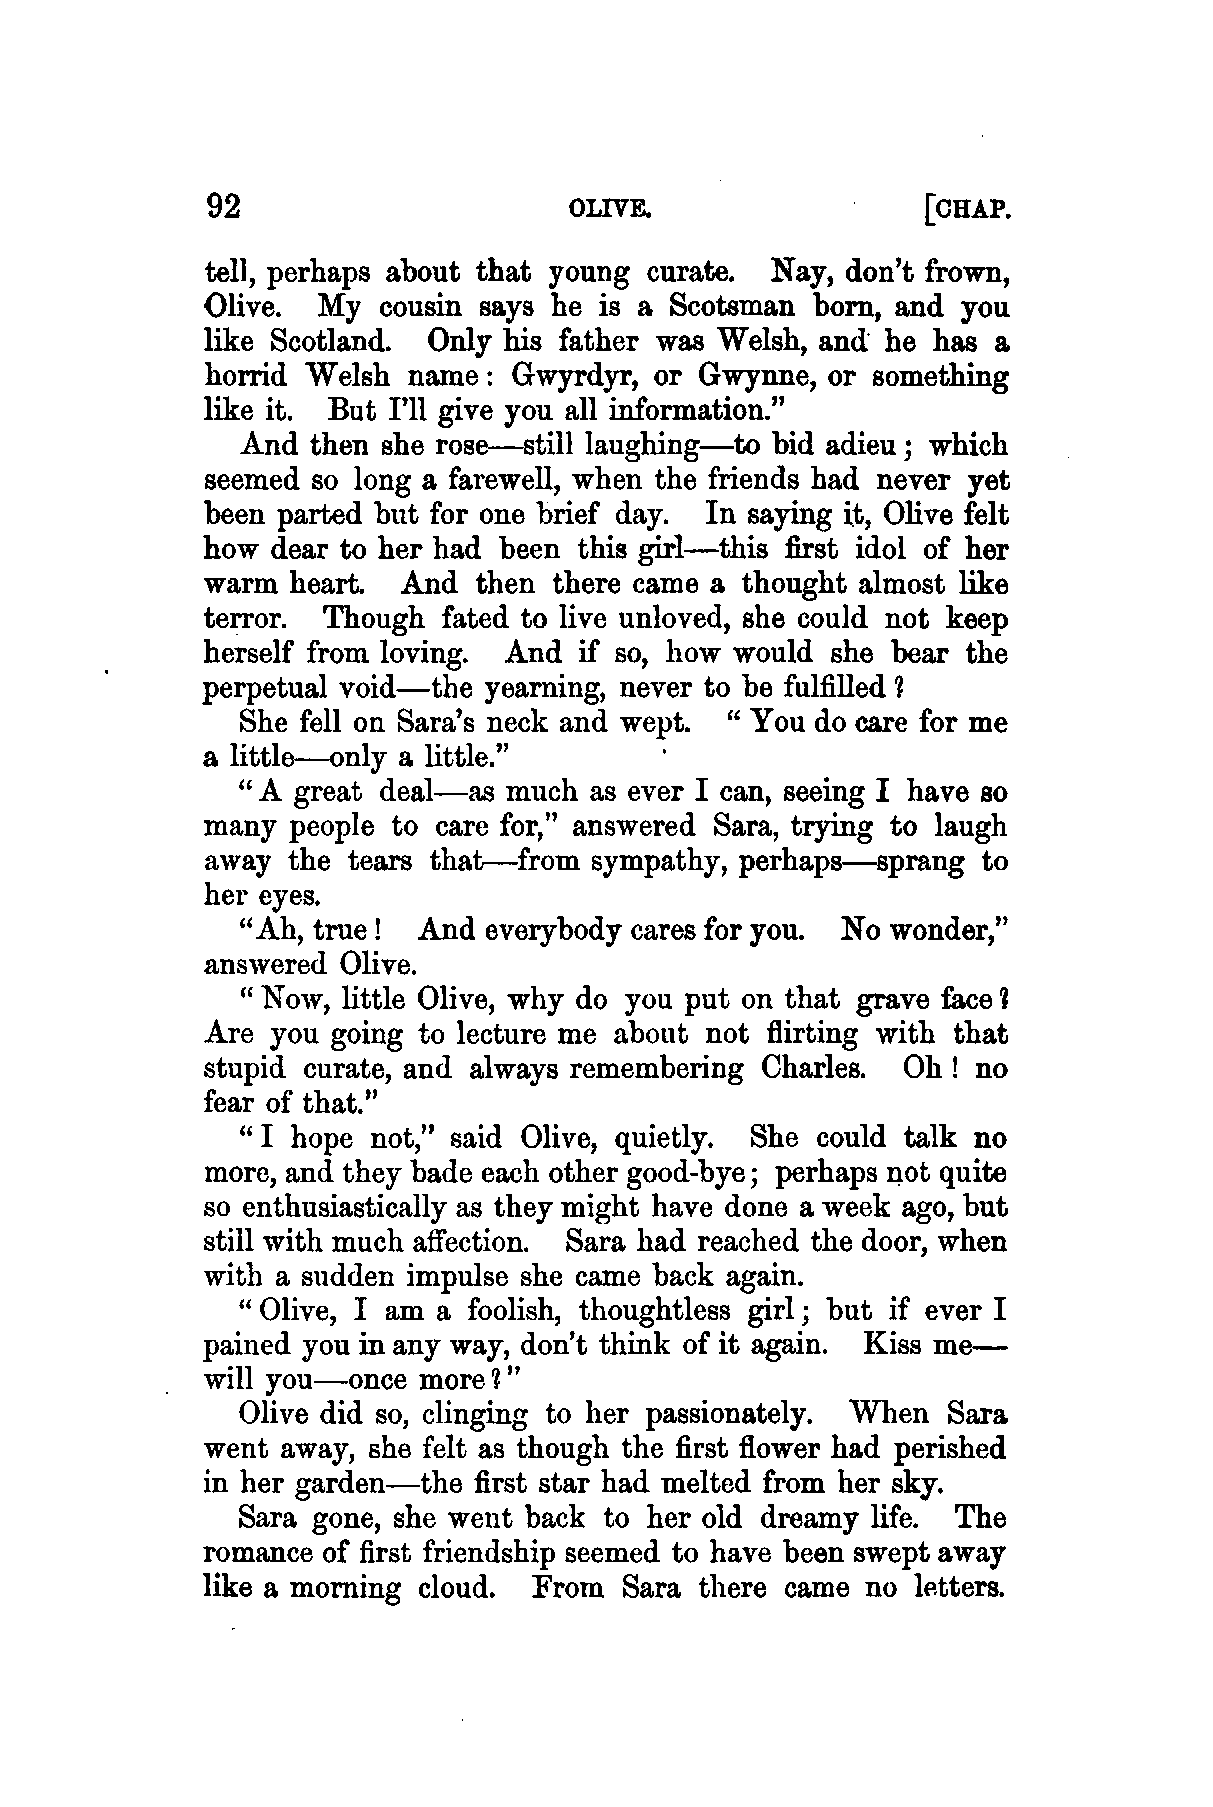 92 OLIVE. [CHAP.
tell, perhaps about that young curate. Nay, don't frown,
Olive. My cousin says he is a Scotsman born, and you
like Scotland. Only his father was Welsh, and he has a
horrid Welsh name: Gwyrdyr, or Gwynne, or something
like it. But I'll give you all information."
And then she rose—still laughing—to bid adieu; which
seemed so long a farewell, when the friends had never yet
been parted but for one brief day. In saying it, Olive felt
how dear to her had been this girl—this first idol of her
warm heart. And then there came a thought almost like
terror. Though fated to live unloved, she could not keep
herself from loving. And if so, how would she bear the
perpetual void—the yearning, never to be fulfilled?
She fell on Sara's neck and wept. "You do care for me
a little—only a little."
"A great deal—as much as ever I can, seeing I have so
many people to care for," answered Sara, trying to laugh
away the tears that—from sympathy, perhaps—sprang to
her eyes.
"Ah, true! And everybody cares for you. No wonder,"
answered Olive.
"Now, little Olive, why do you put on that grave face?
Are you going to lecture me about not flirting with that
stupid curate, and always remembering Charles. Oh! no
fear of that."
"I hope not," said Olive, quietly. She could talk no
more, and they bade each other good-bye; perhaps not quite
so enthusiastically as they might have done a week ago, but
still with much affection. Sara had reached the door, when
with a sudden impulse she came back again.
"Olive, I am a foolish, thoughtless girl; but if ever I
pained you in any way, don't think of it again. Kiss me—
will you—once more?"
Olive did so, clinging to her passionately. When Sara
went away, she felt as though the first flower had perished
in her garden—the first star had melted from her sky.
Sara gone, she went back to her old dreamy life. The
romance of first friendship seemed to have been swept away
like a morning cloud. From Sara there came no letters.